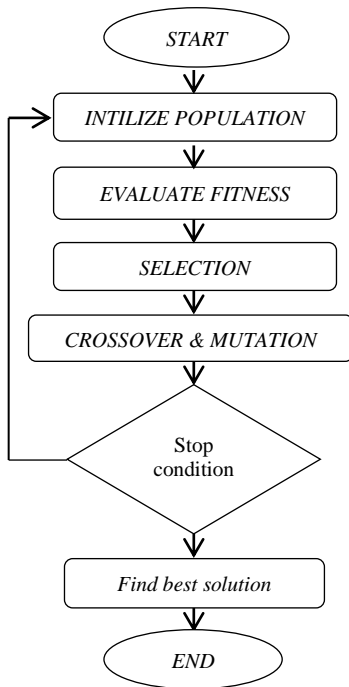 START
INTILIZE POPULATION
EVALUATE FITNESS
SELECTION
CROSSOVER & MUTATION
Stop
condition
Find best solution
END